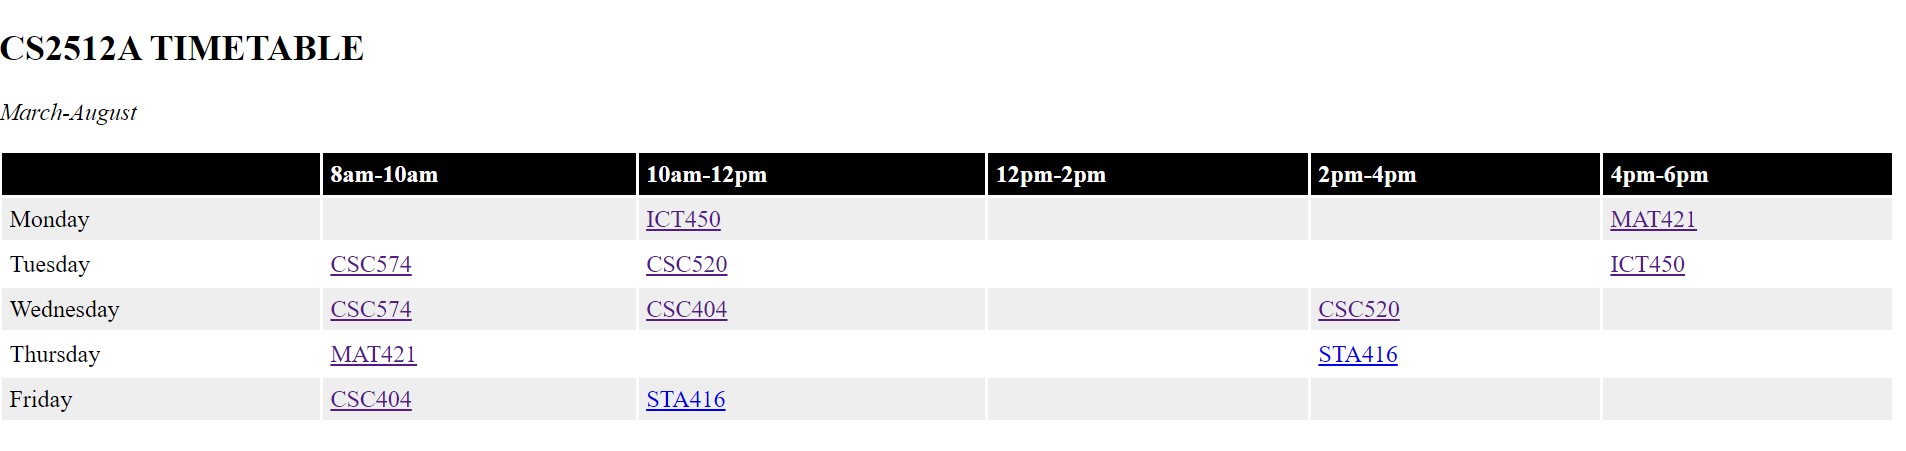 CS2512A TIMETABLE
March-August
8am-10am 10am-12pm 12pm-2pm 2pm-4pm 4pm-6pm
Monday ICT450 MAT421
Tuesday CSC574 CSC520 ICT450
Wednesday CSC574 CSC404 CSC520
Thursday MAT421 STA416
Friday CSC404 STA416